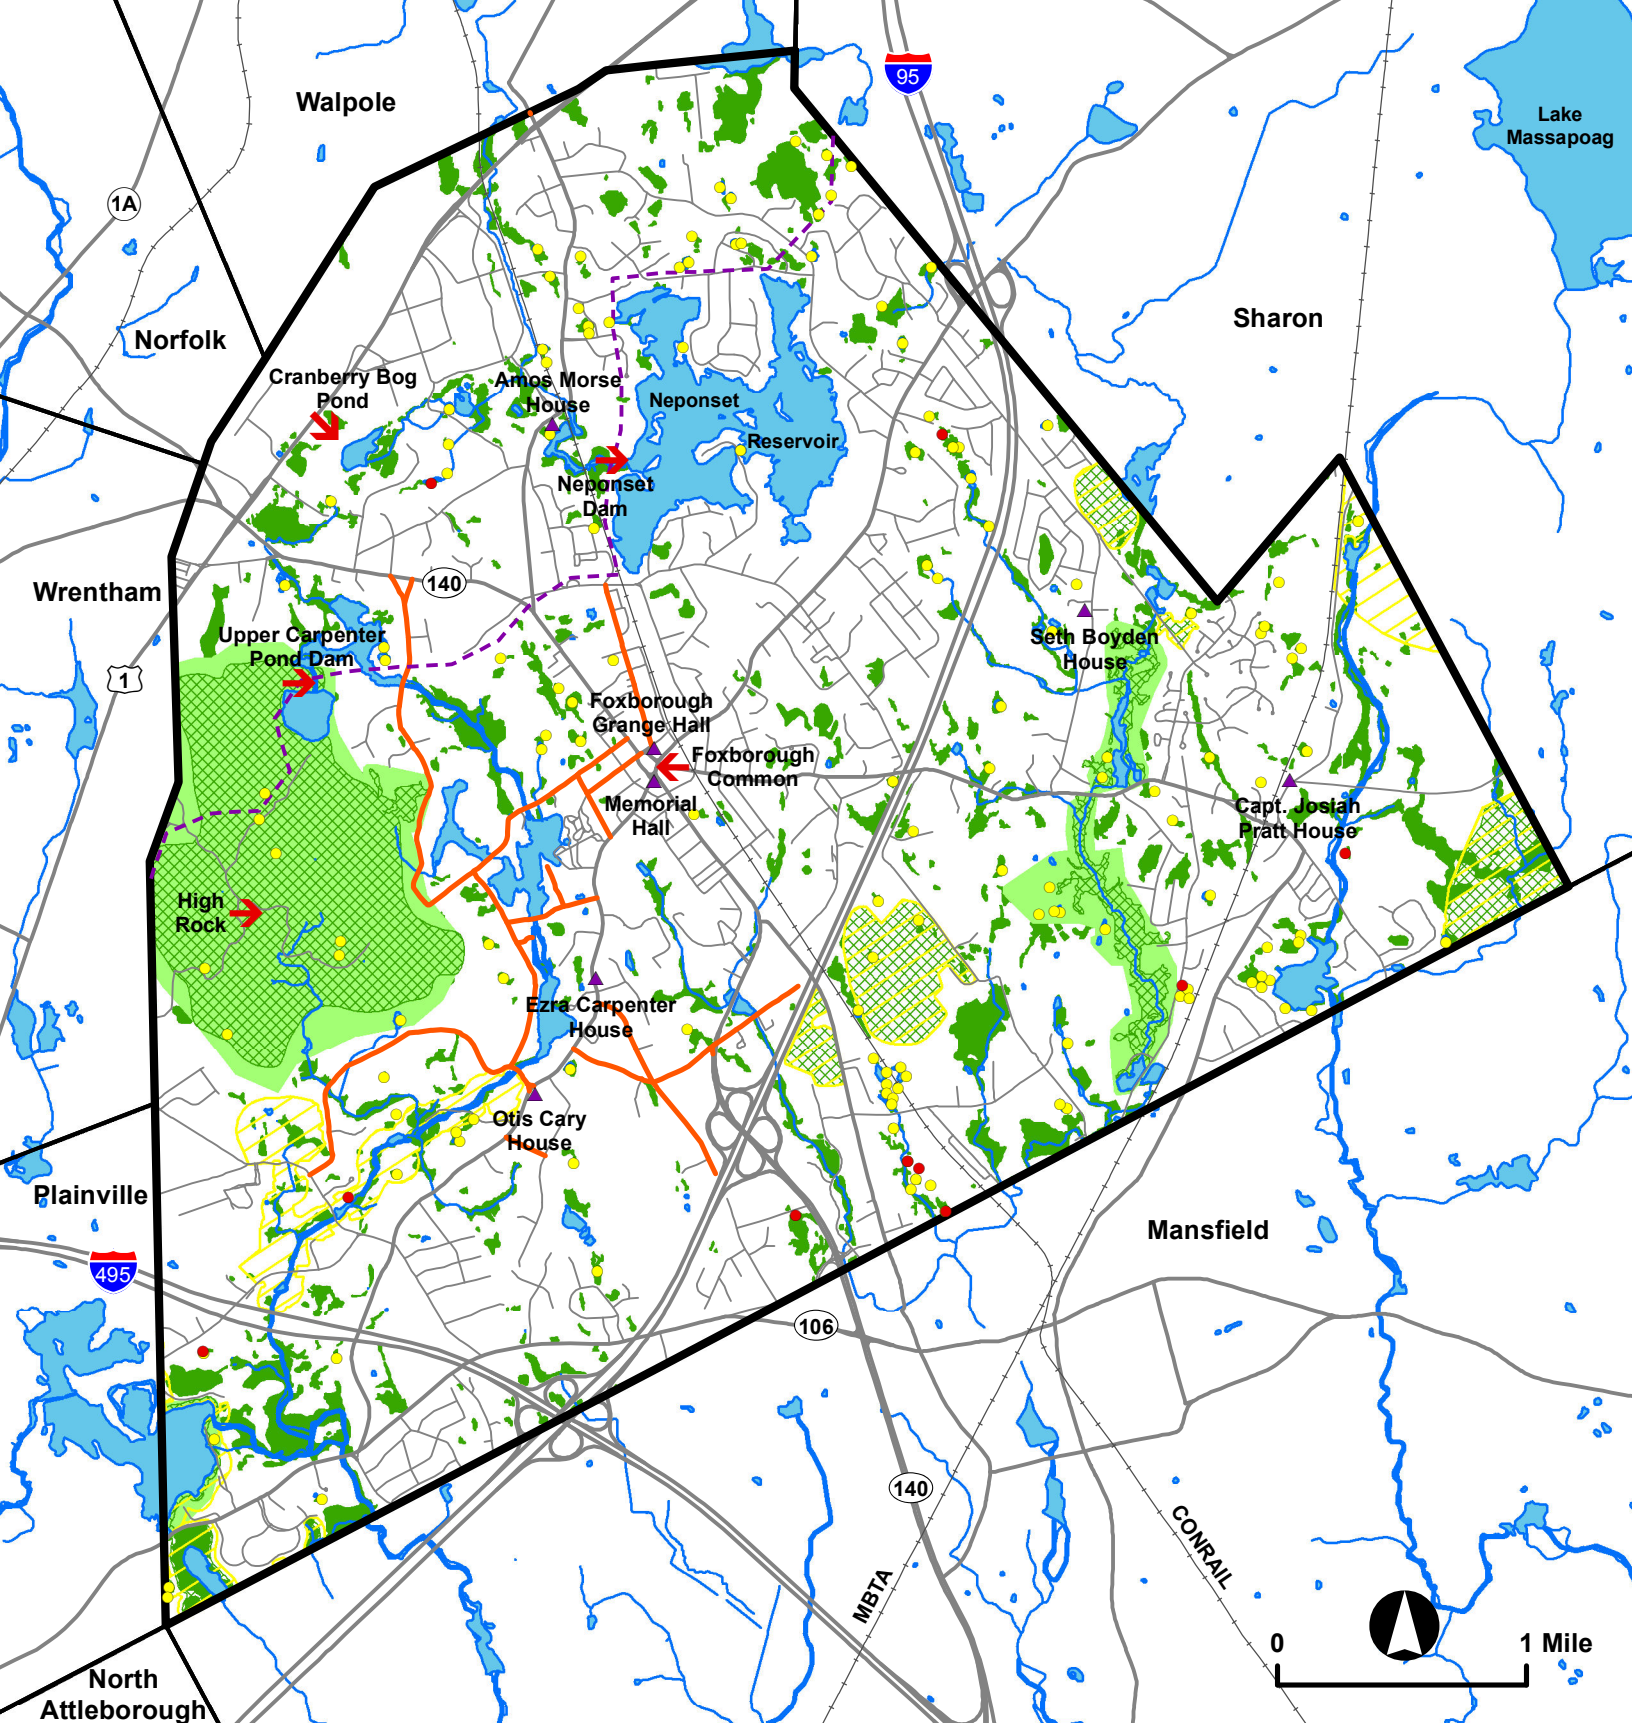 95
Walpole
Lake
Massapoag
1A
Sharon
Norfolk
Cranberry Bog
Pond
Amos Morse
House
Neponset
Reservoir
Neponset
Dam
140
Wrentham
Upper Carpenter
Pond Dam
Seth Boyden
House
1
Foxborough
Grange Hall
Foxborough
Common
Memorial
Hall
Capt. Josiah
Pratt House
High
Rock
Ezra Carpenter
House
Otis Cary
House
Plainville
Mansfield
495
106
140
CONRAIL
MBTA
0
1 Mile
North
Attleborough